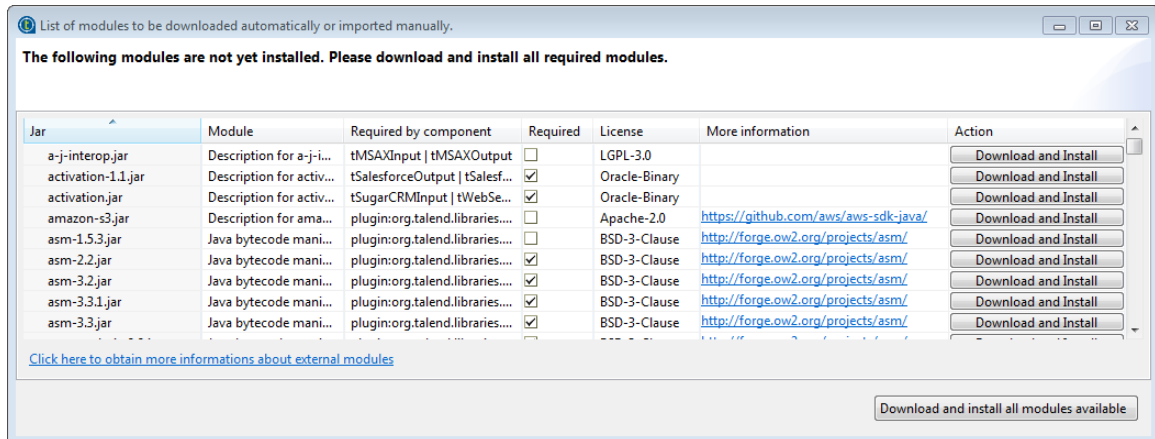 List of modules to be downloaded automatically or imported manually.
The following modules are not yet installed. Please download and install all required modules.
Jar Module Required by component Required License More information Action
a-j-interop.jar Description for a-j-i... tMSAXInput | tMSAXOutput LGPL-3.0 Download and Install
activation-1.1.jar Description for activ... tSalesforceOutput | tSalesf... Oracle-Binary Download and Install
activation.jar Description for activ... tSugarCRMInput | tWebSe... Oracle-Binary Download and Install
amazon-s3.jar Description for ama... plugin:org.talend.libraries.... Apache-2.0 https://github.com/aws/aws-sdk-java/ Download and Install
asm-1.5.3.jar Java bytecode mani... plugin:org.talend.libraries.... BSD-3-Clause http://forge.ow2.org/projects/asm/ Download and Install
asm-2.2.jar Java bytecode mani... plugin:org.talend.libraries.... BSD-3-Clause http://forge.ow2.org/projects/asm/ Download and Install
asm-3.2.jar Java bytecode mani... plugin:org.talend.libraries.... BSD-3-Clause http://forge.ow2.org/projects/asm/ Download and Install
asm-3.3.1.jar Java bytecode mani... plugin:org.talend.libraries.... BSD-3-Clause http://forge.ow2.org/projects/asm/ Download and Install
asm-3.3.jar Java bytecode mani... plugin:org.talend.libraries.... BSD-3-Clause http://forge.ow2.org/projects/asm/ Download and Install
Click here to obtain more informations about external modules
Download and install all modules available